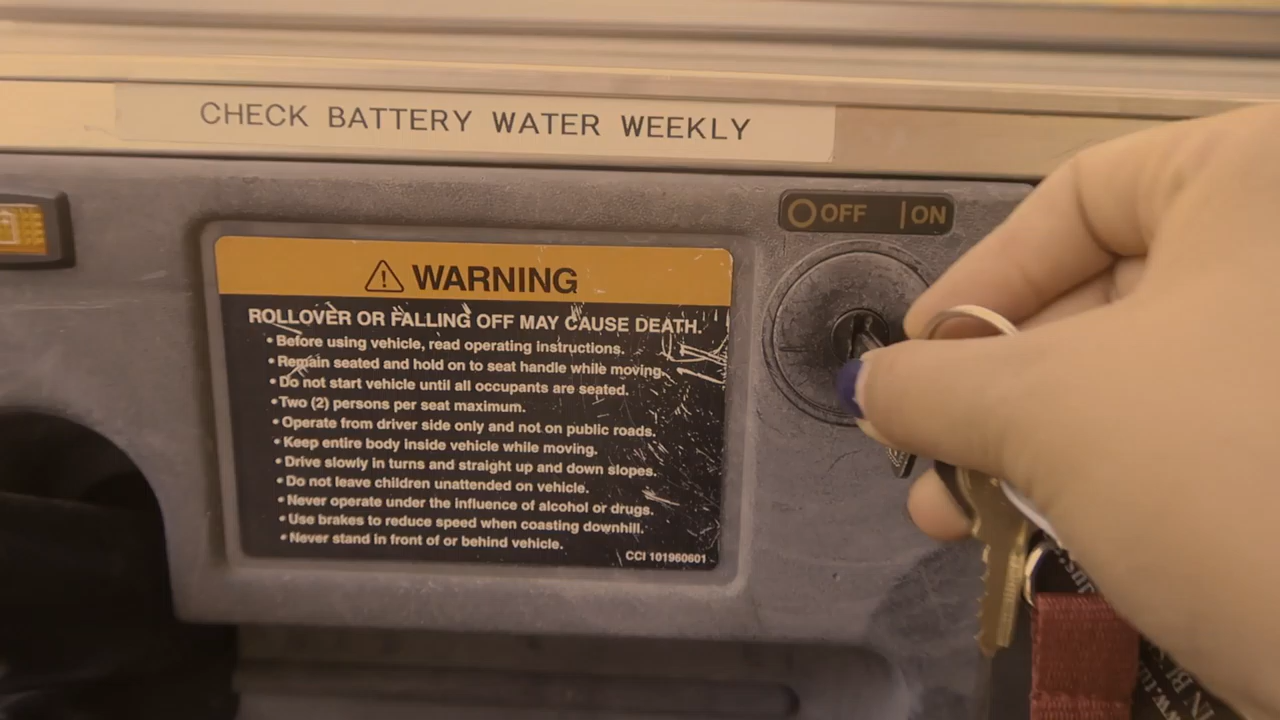 CHECK BATTERY WATER WEEKLY
OFF |ON
WARNING
ROLLOVER OR FALLING OFF MAY CAUSE DEATH.
• Before using vehicle, read operating instructions.
• Remain seated and hold on to seat handle while moving.
• Do not start vehicle until all occupants are seated.
• Two (2) persons per seat maximum.
• Operate from driver side only and not on public roads.
• Keep entire body inside vehicle while moving.
• Drive slowly in turns and straight up and down slopes.
• Do not leave children unattended on vehicle.
• Never operate under the influence of alcohol or drugs.
• Use brakes to reduce speed when coasting downhill.
• Never stand in front of or behind vehicle.
CCI 101960601